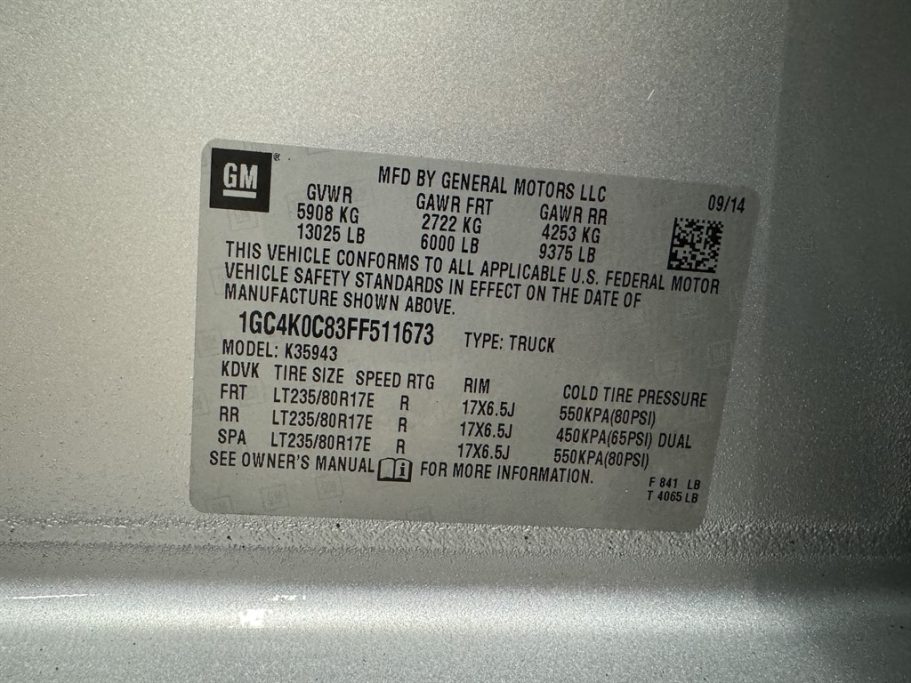 GM®
MFD BY GENERAL MOTORS LLC
09/14
GVWR GAWR FRT GAWR RR
5908 KG 2722 KG 4253 KG
13025 LB 6000 LB 9375 LB
THIS VEHICLE CONFORMS TO ALL APPLICABLE U.S. FEDERAL MOTOR
VEHICLE SAFETY STANDARDS IN EFFECT ON THE DATE OF
MANUFACTURE SHOWN ABOVE.
1GC4K0C83FF511673 TYPE: TRUCK
MODEL: K35943
KDVK TIRE SIZE SPEED RTG RIM COLD TIRE PRESSURE
FRT LT235/80R17E R 17X6.5J 550KPA(80PSI)
RR LT235/80R17E R 17X6.5J 450KPA(65PSI) DUAL
SPA LT235/80R17E R 17X6.5J 550KPA(80PSI)
SEE OWNER'S MANUAL FOR MORE INFORMATION.
F 841 LB
T 4065 LB